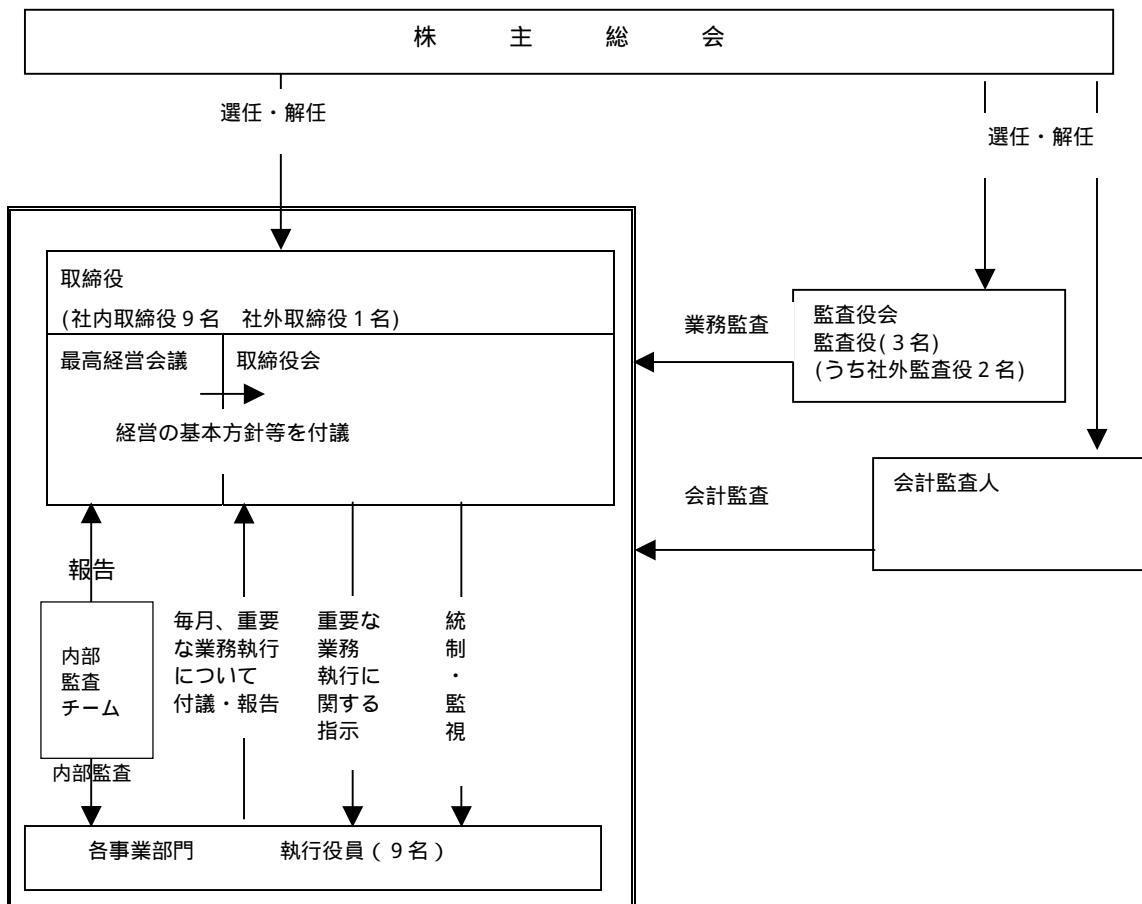 株 主 総 会
選任・解任
選任・解任
取締役
(社内取締役9名 社外取締役1名)
最高経営会議
取締役会
経営の基本方針等を付議
業務監査
監査役会
監査役(3名)
(うち社外監査役2名)
会計監査
会計監査人
報告
内部
監査
チーム
内部監査
毎月、重要
な業務執行
について
付議・報告
重要な
業務
執行に
関する
指示
統
制
・
監
視
各事業部門
執行役員(9名)